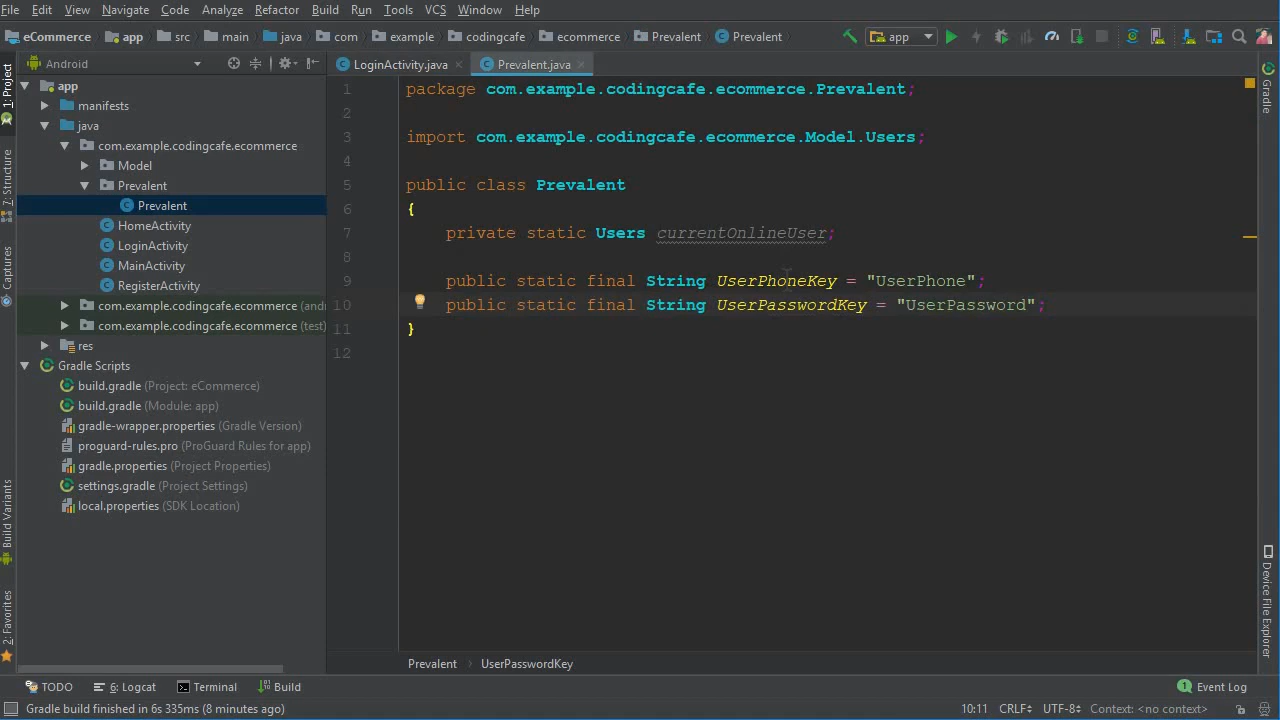 File Edit View Navigate Code Analyze Refactor Build Run Tools VCS Window Help
eCommerce app src main java com example codingcafe ecommerce Prevalent Prevalent app
Android LoginActivity.java Prevalent.java
1: Project
7: Structure
Captures
Build Variants
2: Favorites
app
manifests
java
com.example.codingcafe.ecommerce
Model
Prevalent
Prevalent
HomeActivity
LoginActivity
MainActivity
RegisterActivity
com.example.codingcafe.ecommerce (and
com.example.codingcafe.ecommerce (test)
res
Gradle Scripts
build.gradle (Project: eCommerce)
build.gradle (Module: app)
gradle-wrapper.properties (Gradle Version)
proguard-rules.pro (ProGuard Rules for app)
gradle.properties (Project Properties)
settings.gradle (Project Settings)
local.properties (SDK Location)
1 package com.example.codingcafe.ecommerce.Prevalent;
2
3 import com.example.codingcafe.ecommerce.Model.Users;
4
5 public class Prevalent
6 {
7 private static Users currentOnlineUser;
8
9 public static final String UserPhoneKey = "UserPhone";
10 public static final String UserPasswordKey = "UserPassword";
11 }
12
Gradle
Device File Explorer
Prevalent UserPasswordKey
TODO 6: Logcat Terminal Build 1 Event Log
Gradle build finished in 6s 335ms (8 minutes ago) 10:11 CRLF UTF-8 Context: <no context>